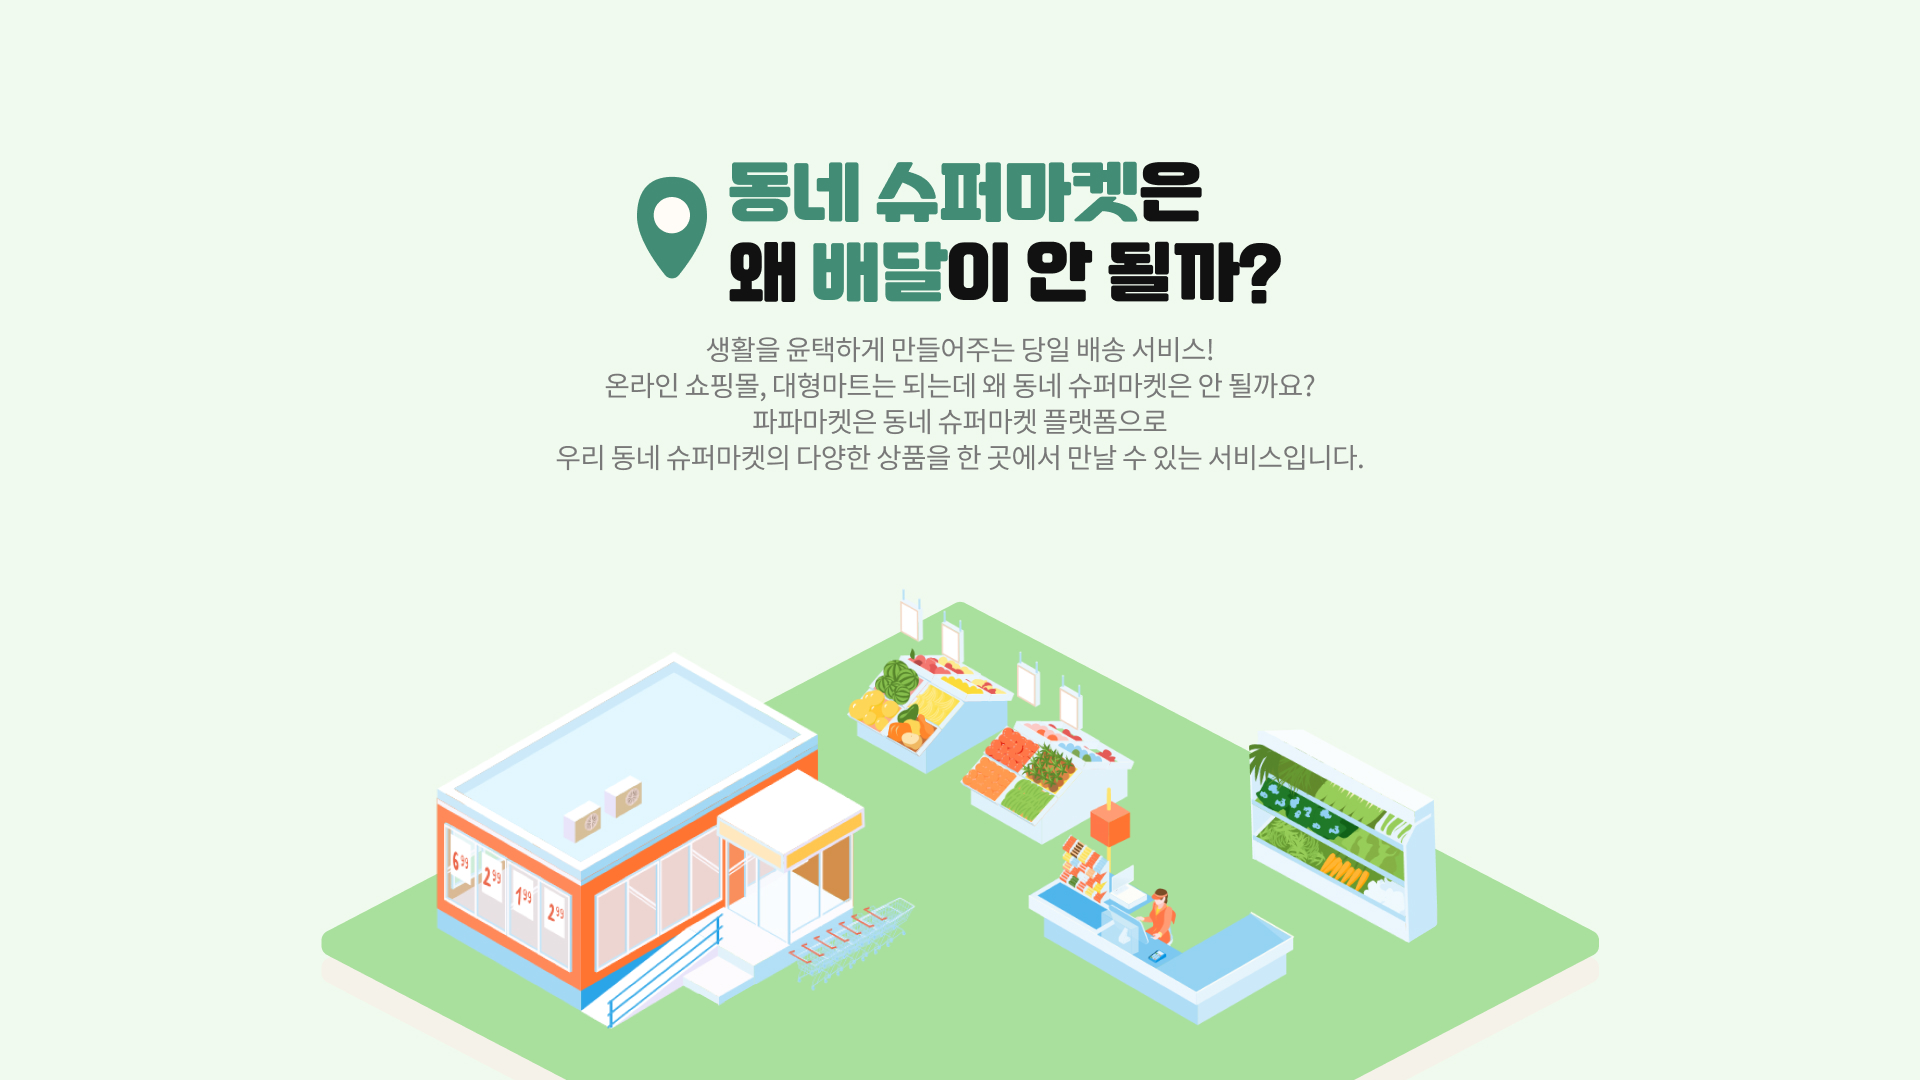 동네 슈퍼마켓은
왜 배달이 안 될까?
생활을 윤택하게 만들어주는 당일 배송 서비스!
온라인 쇼핑몰, 대형마트는 되는데 왜 동네 슈퍼마켓은 안 될까요?
파파마켓은 동네 슈퍼마켓 플랫폼으로
우리 동네 슈퍼마켓의 다양한 상품을 한 곳에서 만날 수 있는 서비스입니다.
6 99
2 99
1 99
2 99